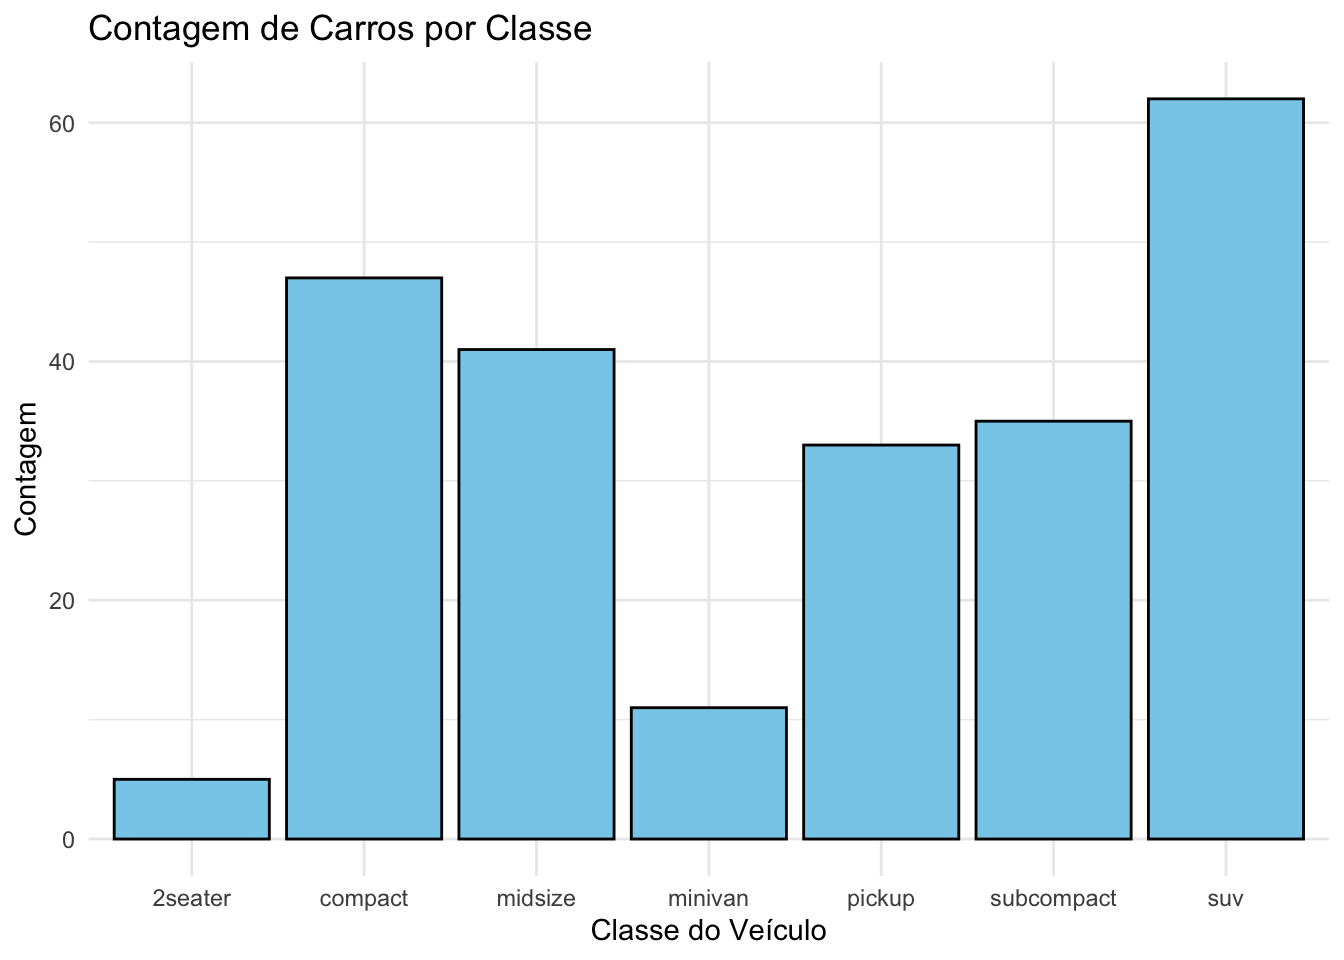 Contagem de Carros por Classe
Contagem
60
40
20
0
2seater compact midsize minivan pickup subcompact suv
Classe do Veículo